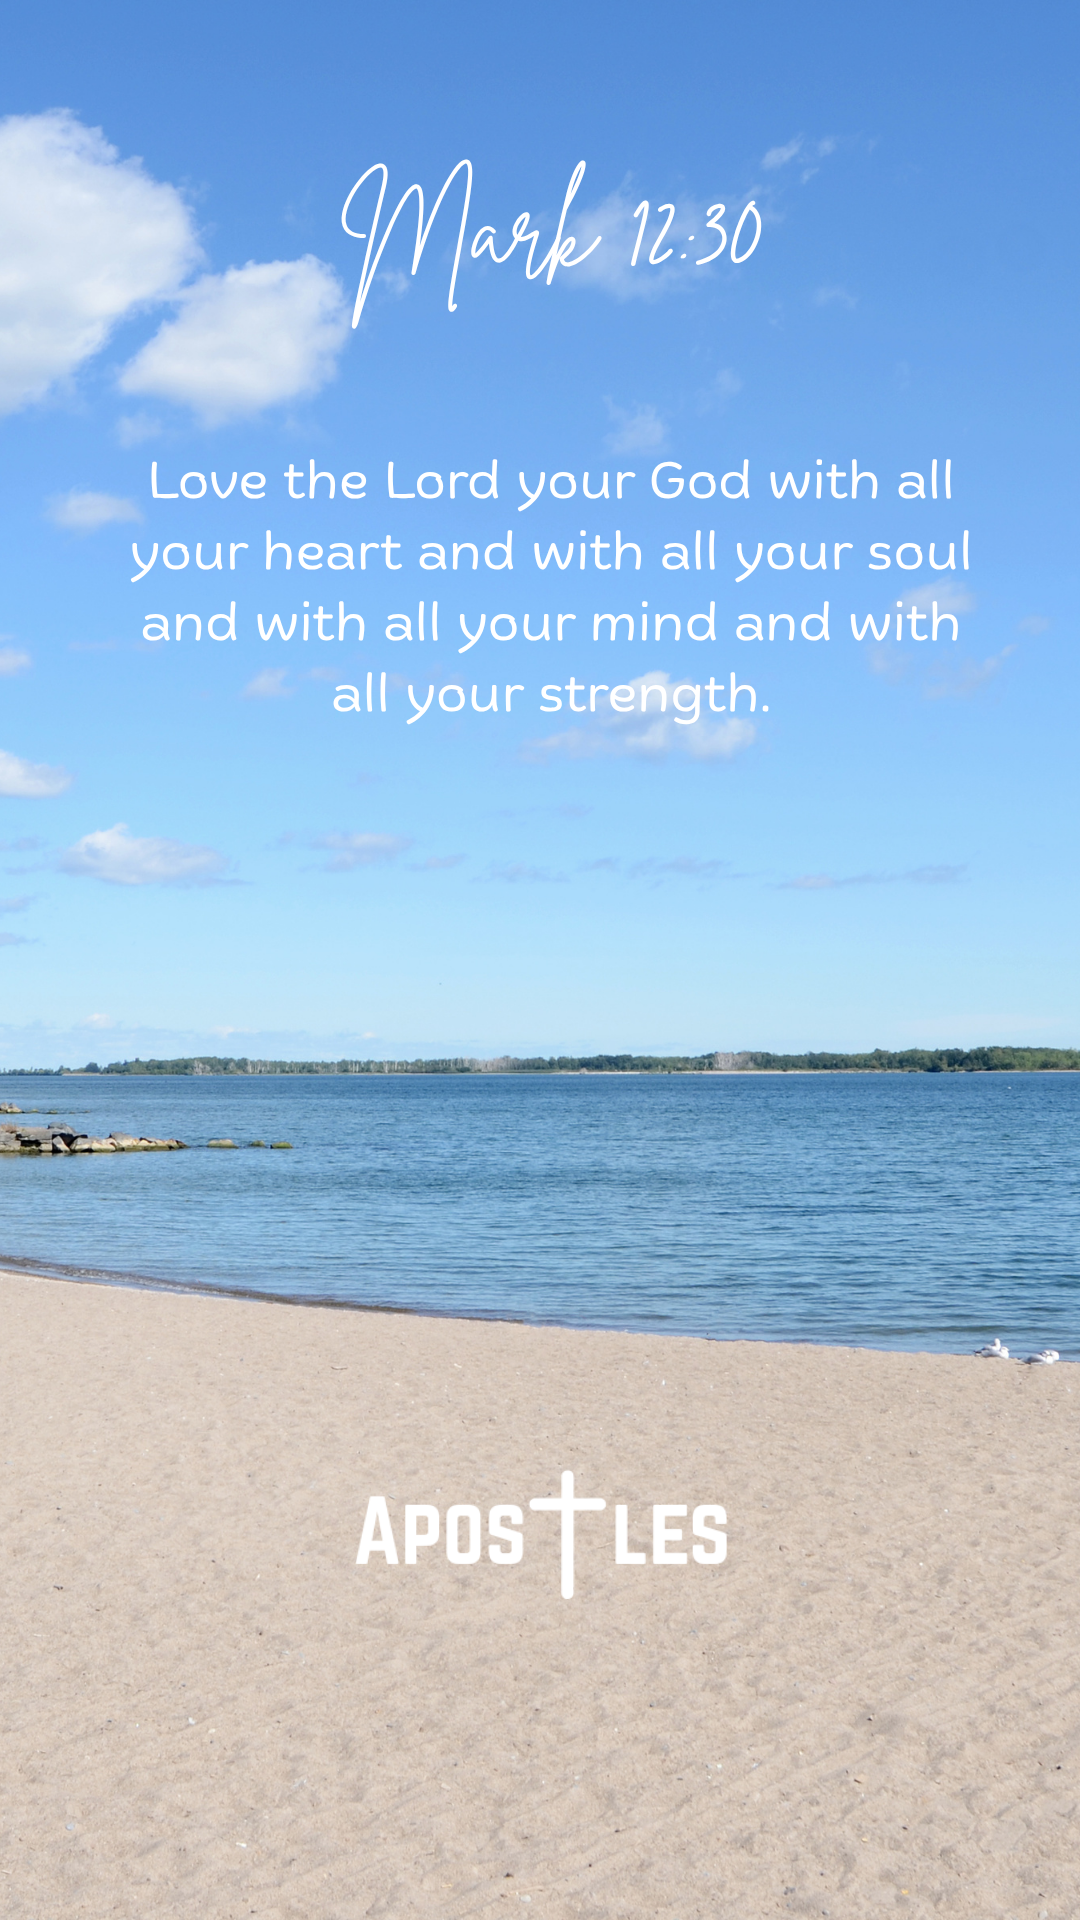 Mark 12:30
Love the Lord your God with all
your heart and with all your soul
and with all your mind and with
all your strength.
APOSTLES